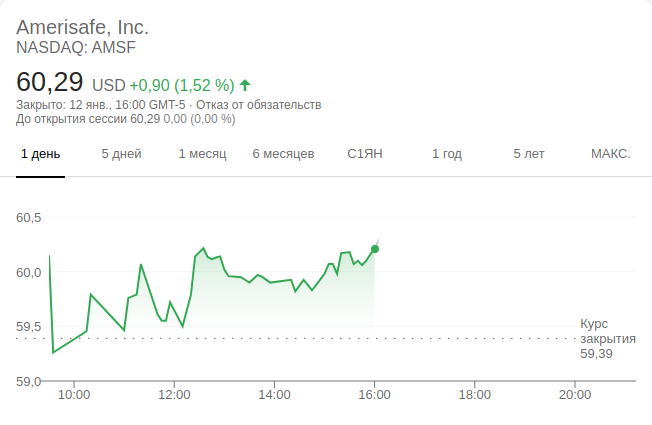 Amerisafe, Inc.
NASDAQ: AMSF
60,29 USD +0,90 (1,52 %)
Закрыто: 12 янв., 16:00 GMT-5 · Отказ от обязательств
До открытия сессии 60,29 0,00 (0,00 %)
1 день 5 дней 1 месяц 6 месяцев С1ЯН 1 год 5 лет МАКС.
60,5
60,0
59,5
Курс
закрытия
59,39
59,0
10:00 12:00 14:00 16:00 18:00 20:00